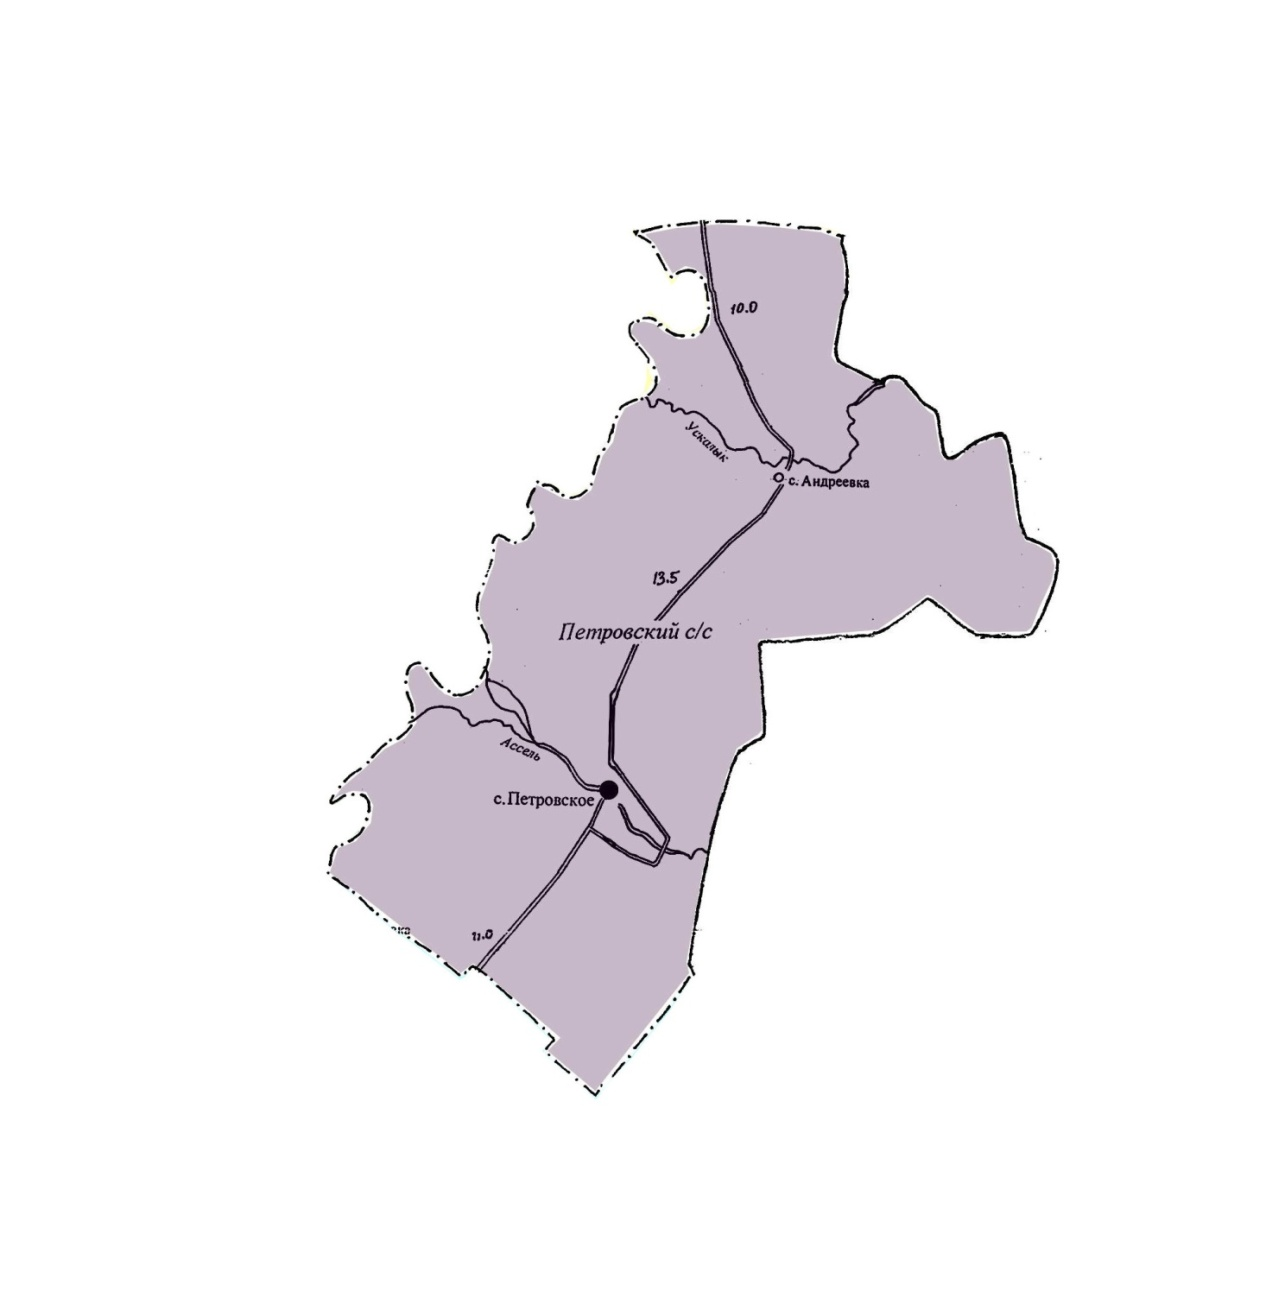 10.0
Ускалык
с. Андреевка
13.5
Петровский с/с
Ассель
с. Петровское
11.0